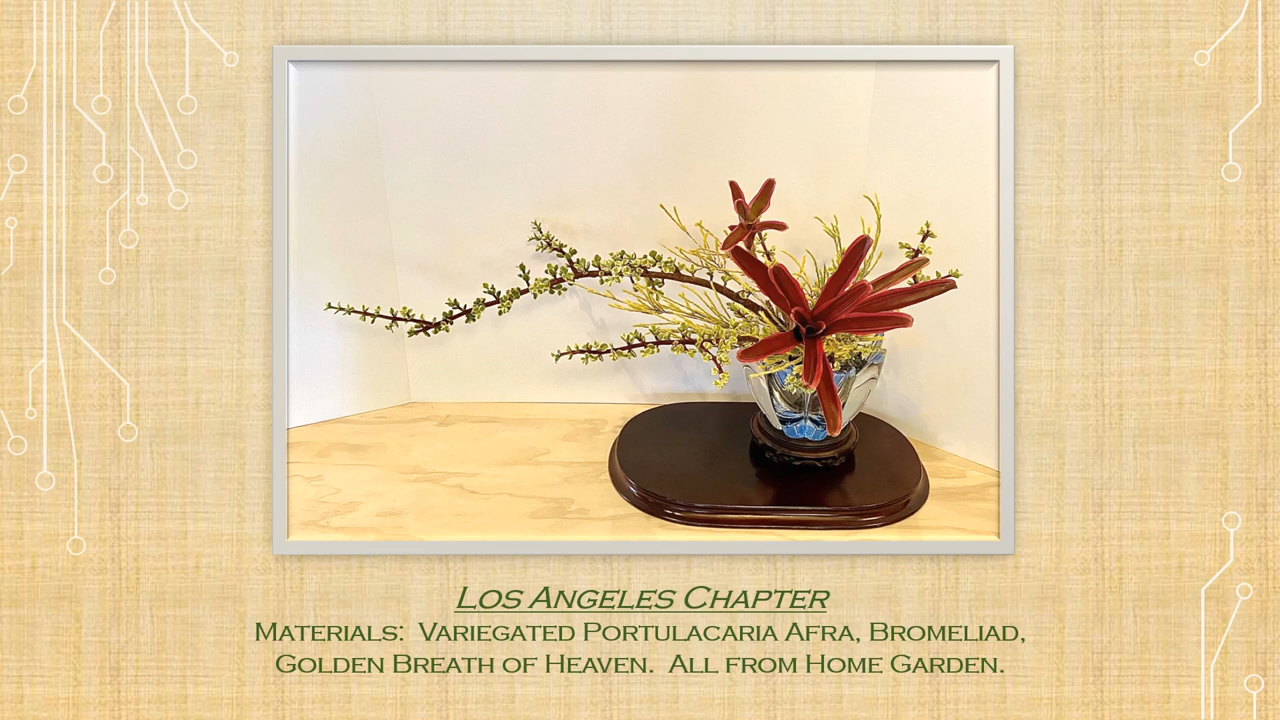 Los Angeles Chapter
Materials:  Variegated Portulacaria Afra, Bromeliad,
Golden Breath of Heaven.  All from Home Garden.